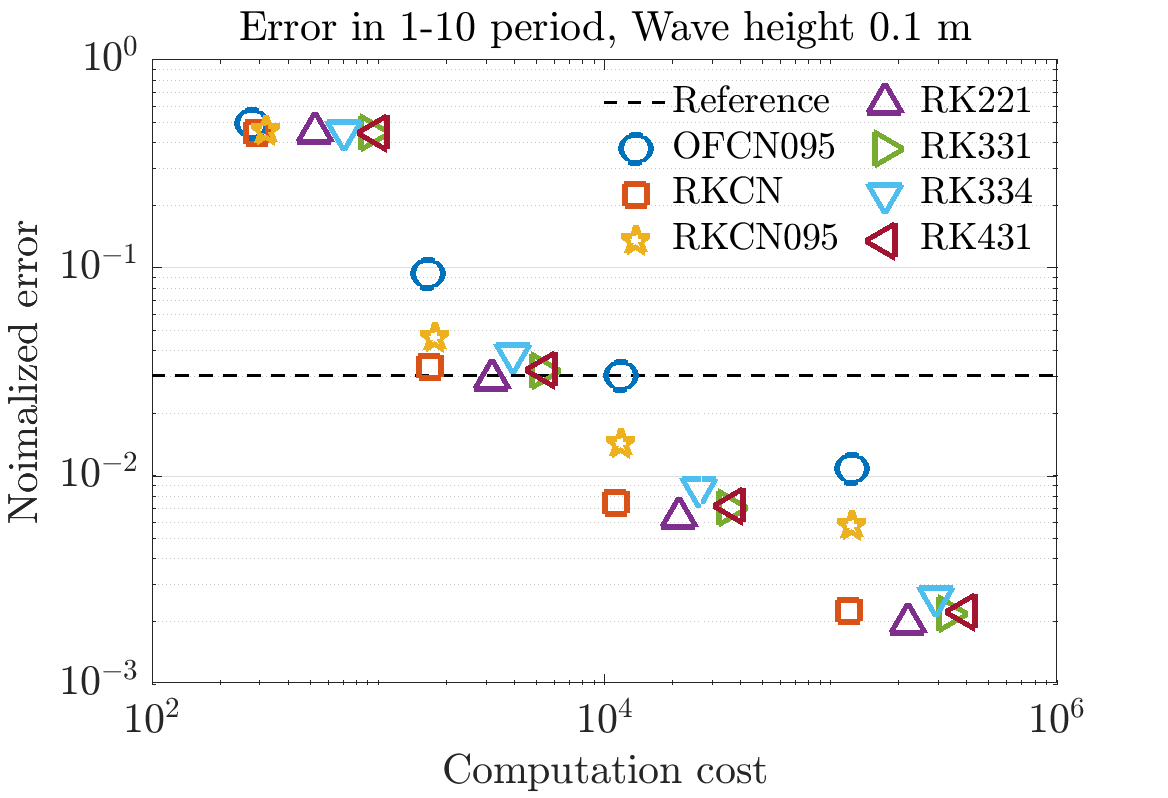 Error in 1-10 period, Wave height 0.1 m
10^0
10^-1
10^-2
10^-3
Noimalized error
Reference
OFCN095
RKCN
RKCN095
RK221
RK331
RK334
RK431
10^2
10^4
10^6
Computation cost